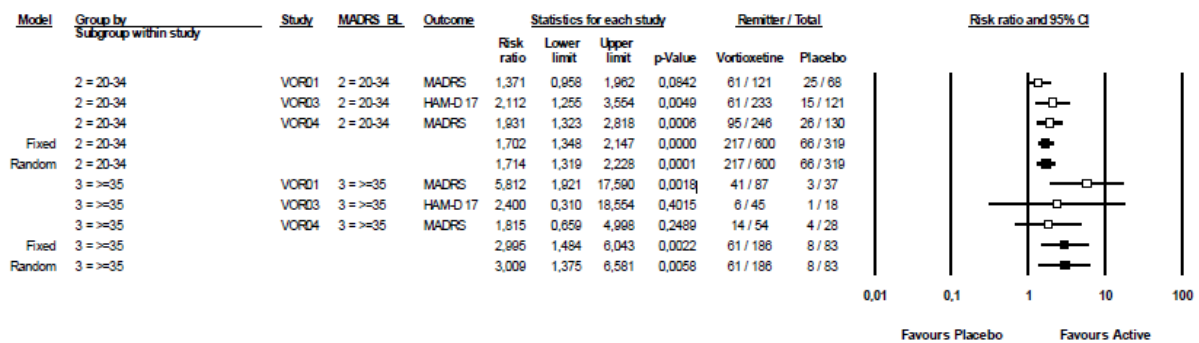 Model Group by Study MADRS_BL Outcome Statistics for each study Remitter / Total Risk ratio and 95% CI
Subgroup within study
Risk ratio Lower limit Upper limit p-Value Vortioxetine Placebo
2 = 20-34 VOR01 2 = 20-34 MADRS 1,371 0,958 1,962 0,0842 61 / 121 25 / 68
2 = 20-34 VOR03 2 = 20-34 HAM-D 17 2,112 1,255 3,554 0,0049 61 / 233 15 / 121
2 = 20-34 VOR04 2 = 20-34 MADRS 1,931 1,323 2,818 0,0006 95 / 246 26 / 130
Fixed 2 = 20-34 1,702 1,348 2,147 0,0000 217 / 600 66 / 319
Random 2 = 20-34 1,714 1,319 2,228 0,0001 217 / 600 66 / 319
3 = >=35 VOR01 3 = >=35 MADRS 5,812 1,921 17,590 0,0018 41 / 87 3 / 37
3 = >=35 VOR03 3 = >=35 HAM-D 17 2,400 0,310 18,554 0,4015 6 / 45 1 / 18
3 = >=35 VOR04 3 = >=35 MADRS 1,815 0,659 4,998 0,2489 14 / 54 4 / 28
Fixed 3 = >=35 2,995 1,484 6,043 0,0022 61 / 186 8 / 83
Random 3 = >=35 3,009 1,375 6,581 0,0058 61 / 186 8 / 83
0,01 0,1 1 10 100
Favours Placebo Favours Active